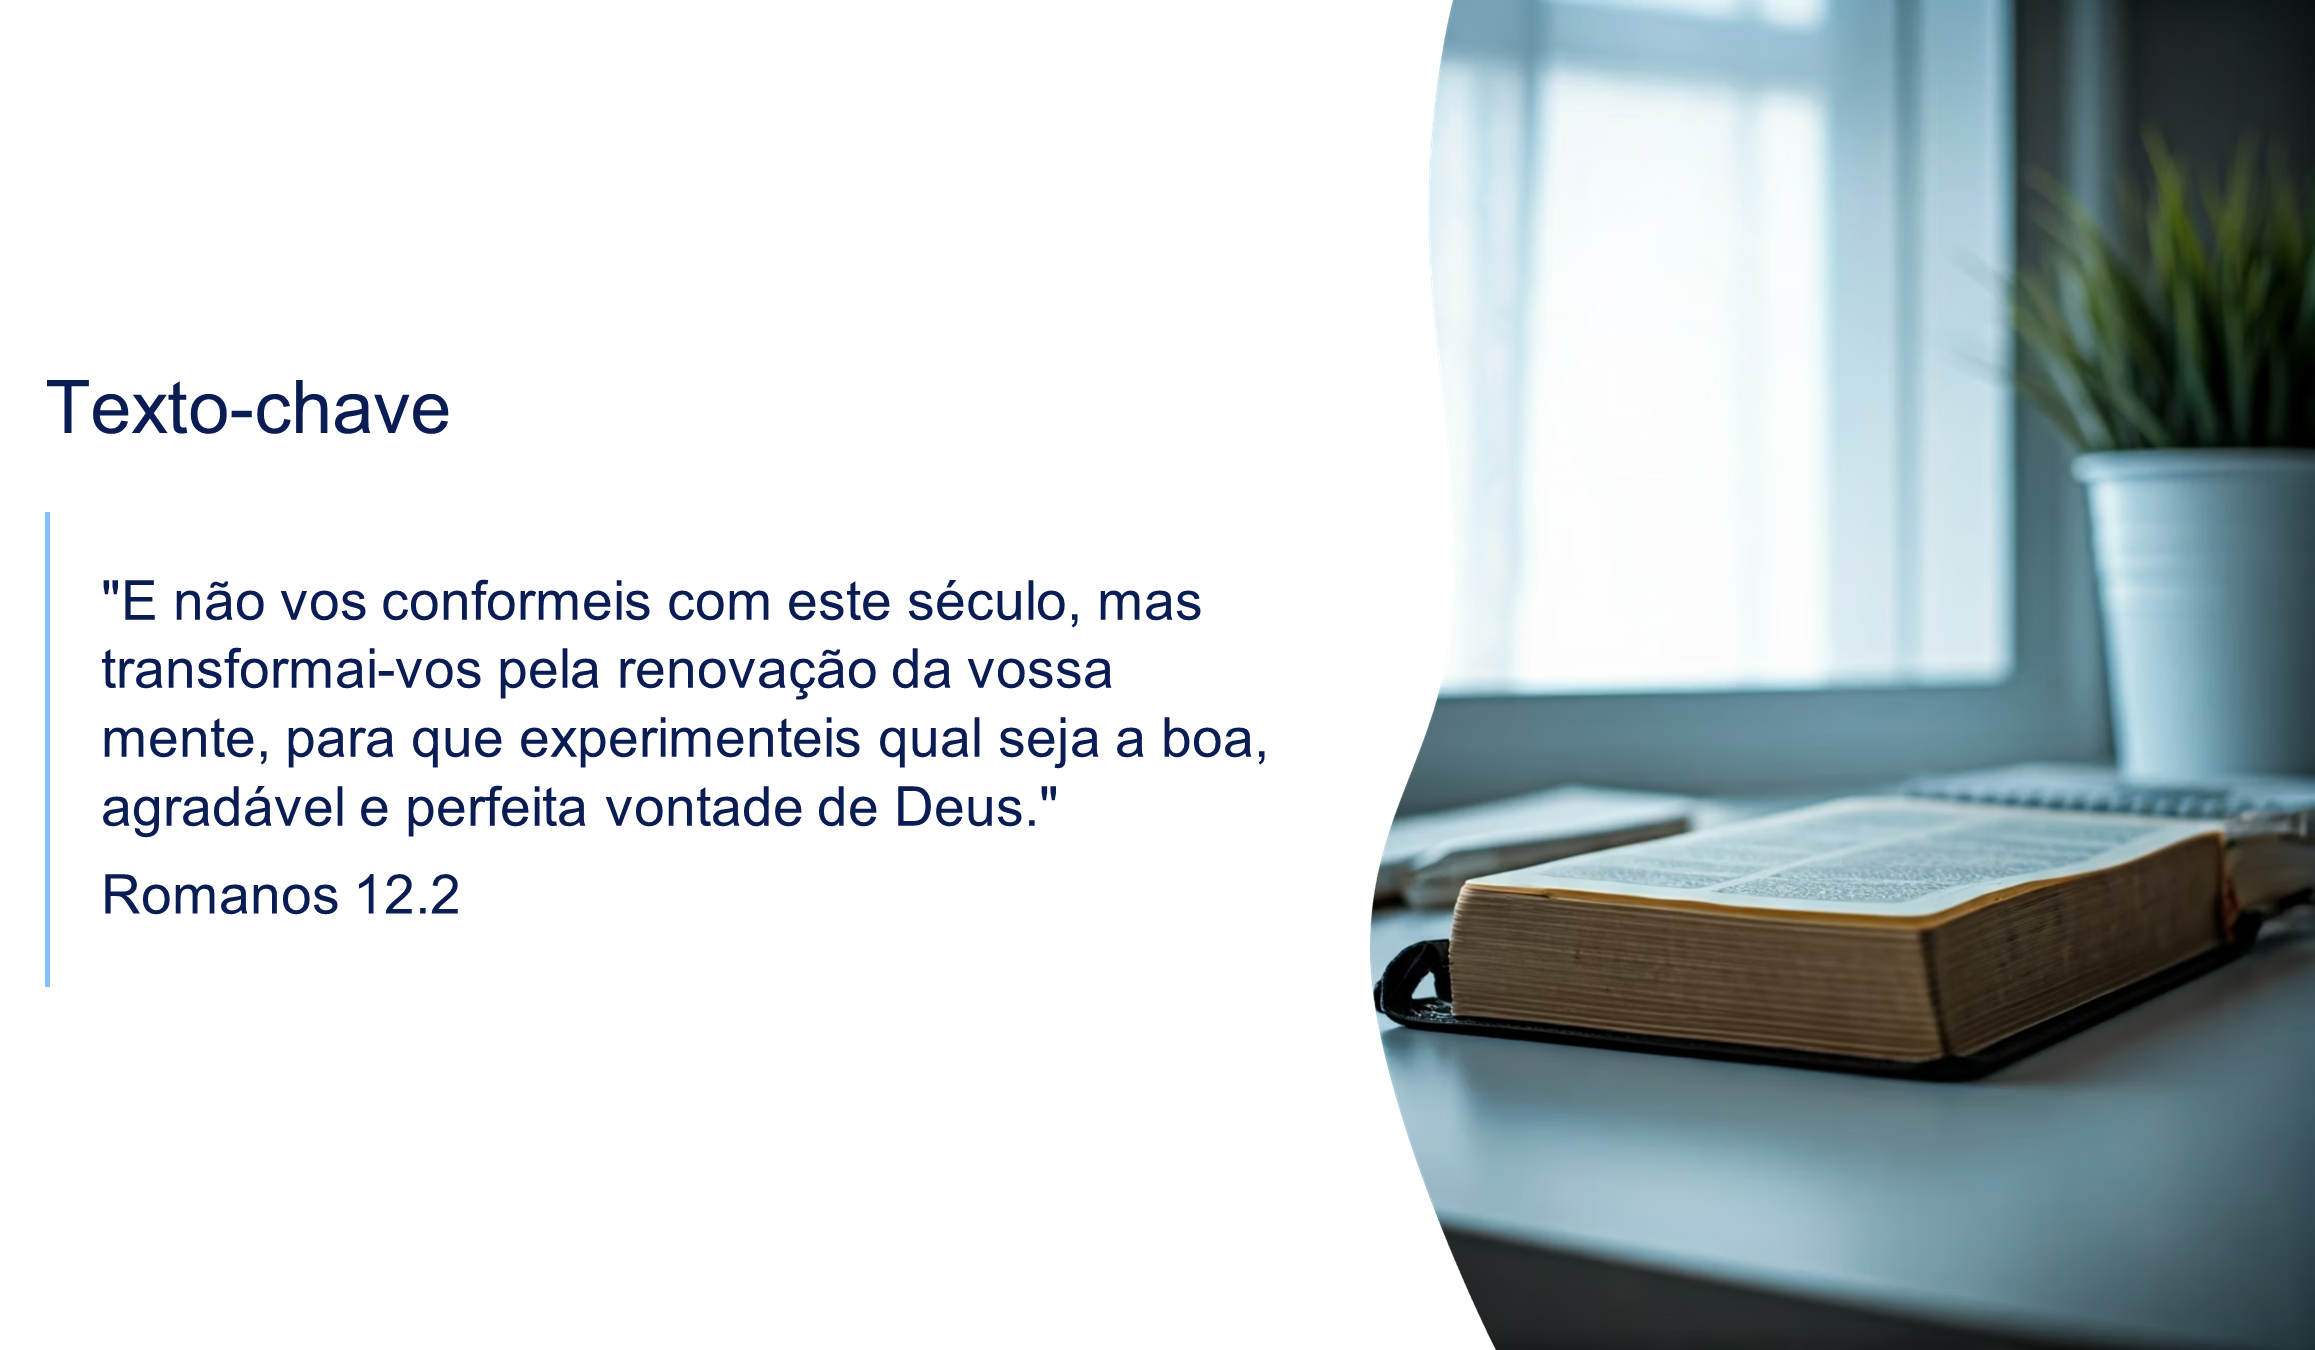 Texto-chave
"E não vos conformeis com este século, mas
transformai-vos pela renovação da vossa
mente, para que experimenteis qual seja a boa,
agradável e perfeita vontade de Deus."
Romanos 12.2